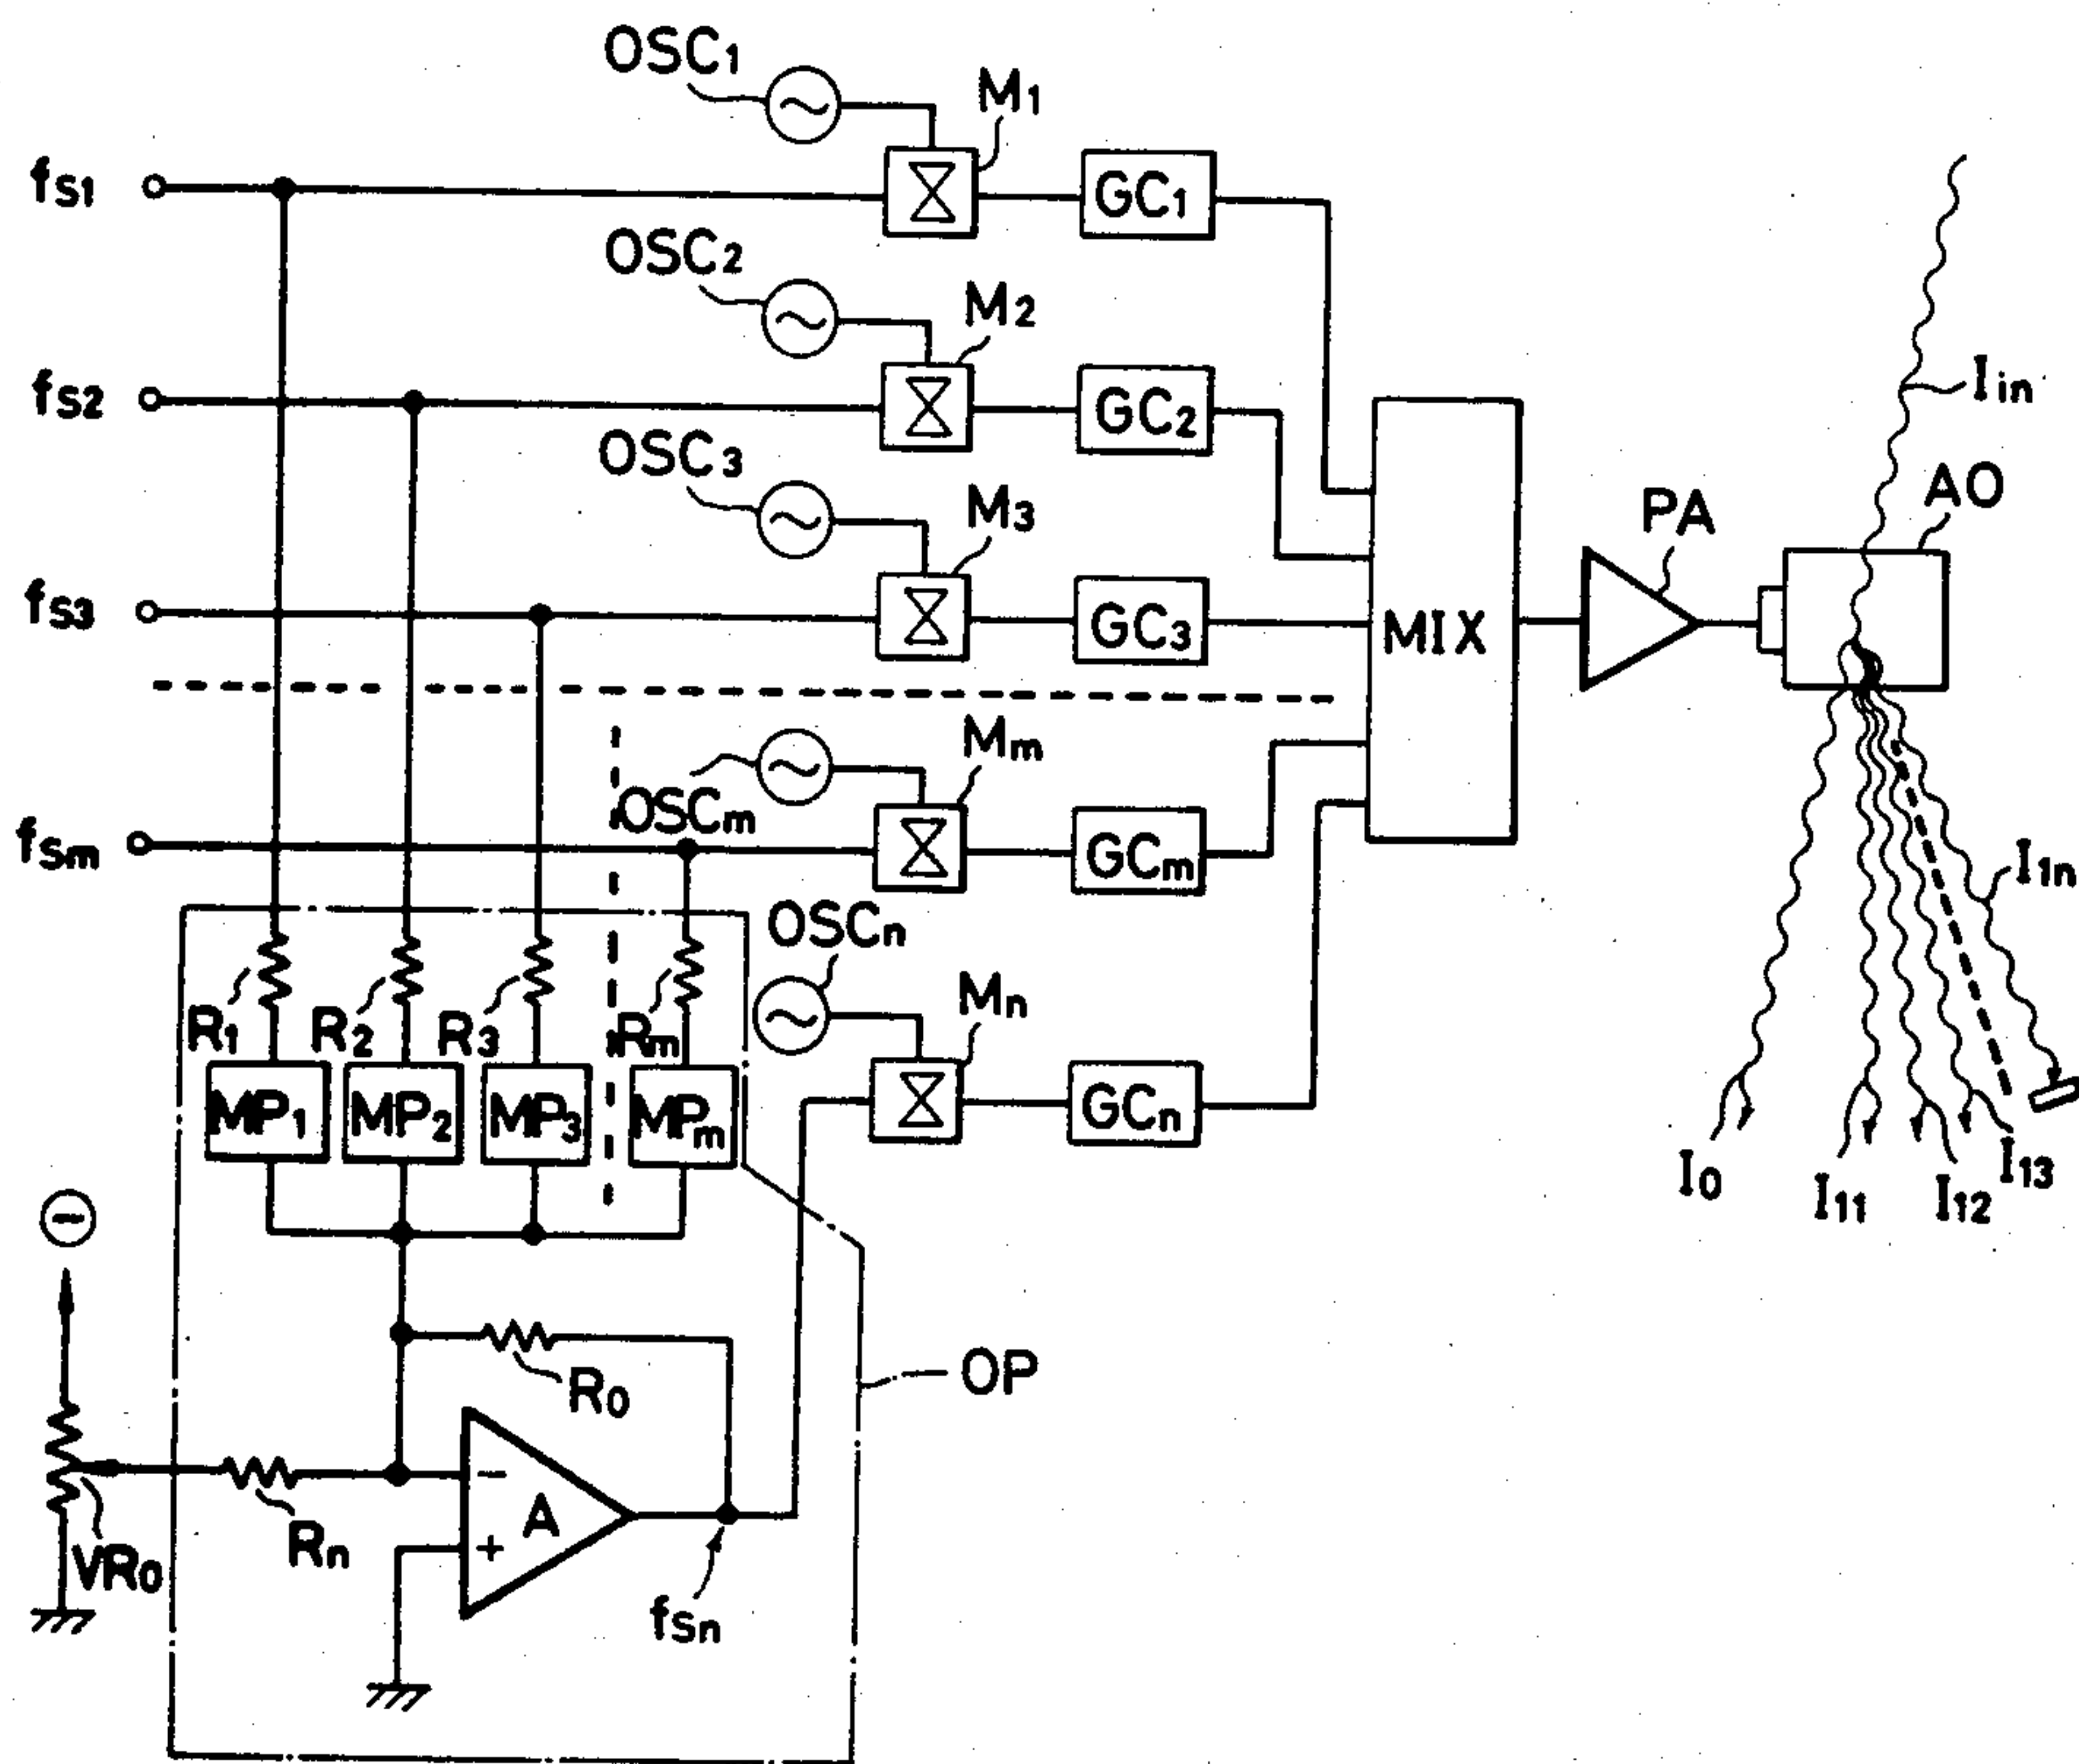 OSC1
M1
fS1
GC1
OSC2
M2
Iin
fS2
GC2
OSC3
M3
PA
AO
fS3
GC3
MIX
Mm
OSCm
fSm
GCm
I1n
OSCn
Mn
R1
R2
R3
Rm
MP1
MP2
MP3
MPm
GCn
I0
I11
I12
I13
−
R0
OP
−
A
+
Rn
VR0
fSn